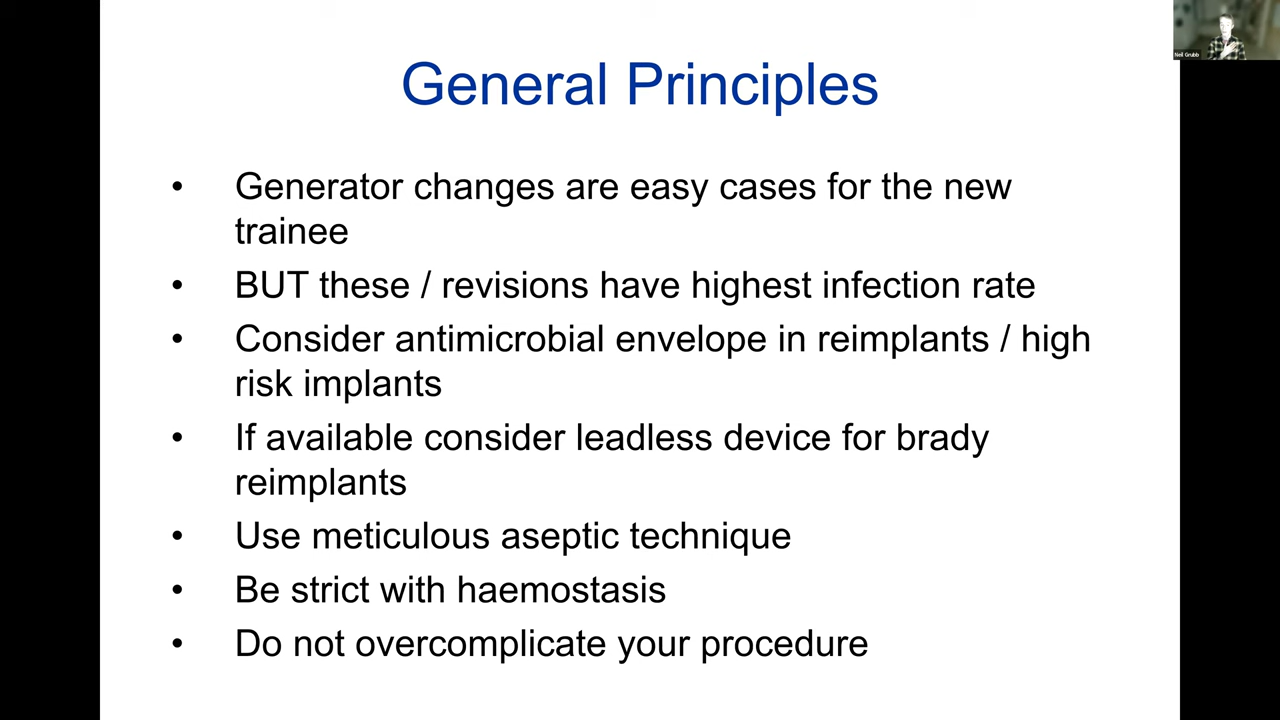 Neil Grubb
General Principles
• Generator changes are easy cases for the new
trainee
• BUT these / revisions have highest infection rate
• Consider antimicrobial envelope in reimplants / high
risk implants
• If available consider leadless device for brady
reimplants
• Use meticulous aseptic technique
• Be strict with haemostasis
• Do not overcomplicate your procedure